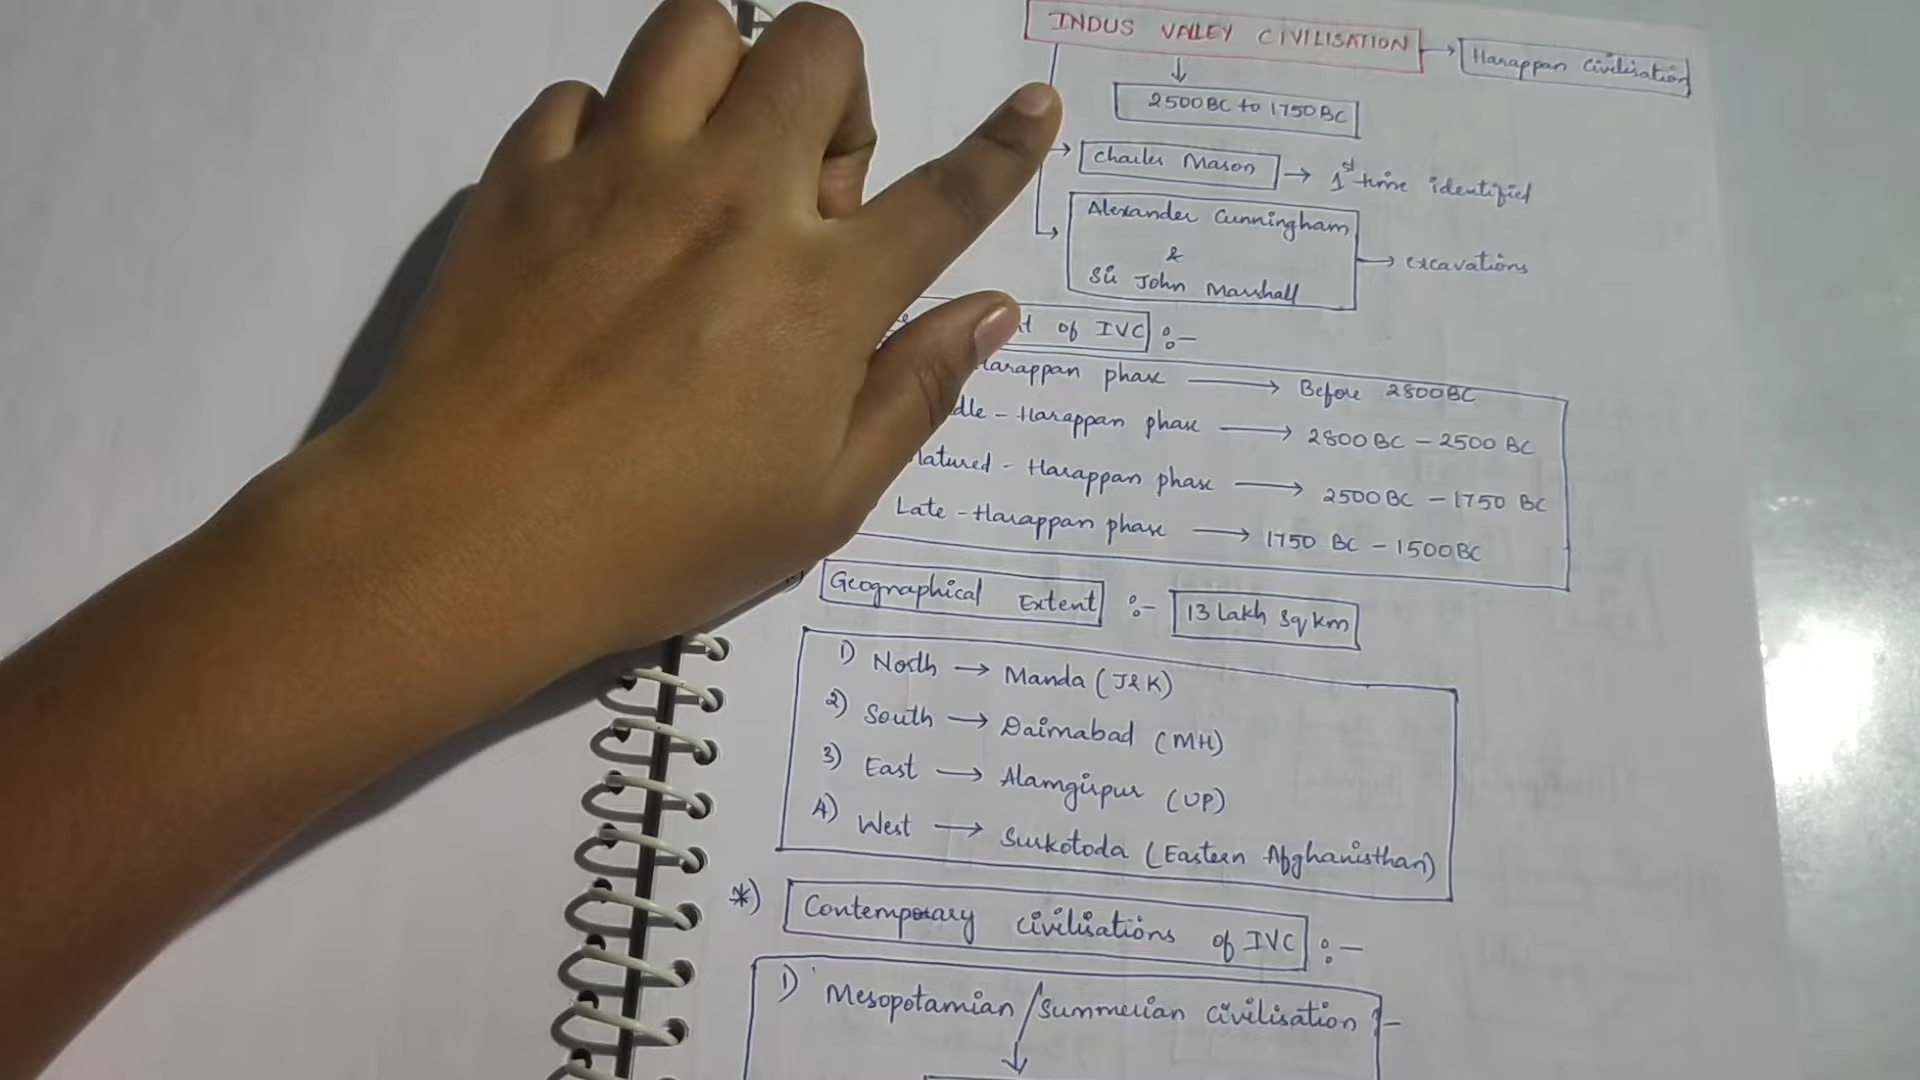 INDUS VALLEY CIVILISATION → Harappan Civilisation
2500 BC to 1750 BC
Charles Mason → 1st time identified
Alexander Cunningham
&
Sir John Marshall → excavations
of IVC :-
Harappan phase → Before 2800 BC
Harappan phase → 2800 BC - 2500 BC
Matured - Harappan phase → 2500 BC - 1750 BC
Late - Harappan phase → 1750 BC - 1500 BC
Geographical Extent :- 13 Lakh Sq km
1) North → Manda (J&K)
2) South → Daimabad (MH)
3) East → Alamgirpur (UP)
4) West → Surkotoda (Eastern Afghanisthan)
*) Contemporary civilisations of IVC :-
1) Mesopotamian / Summerian civilisation -